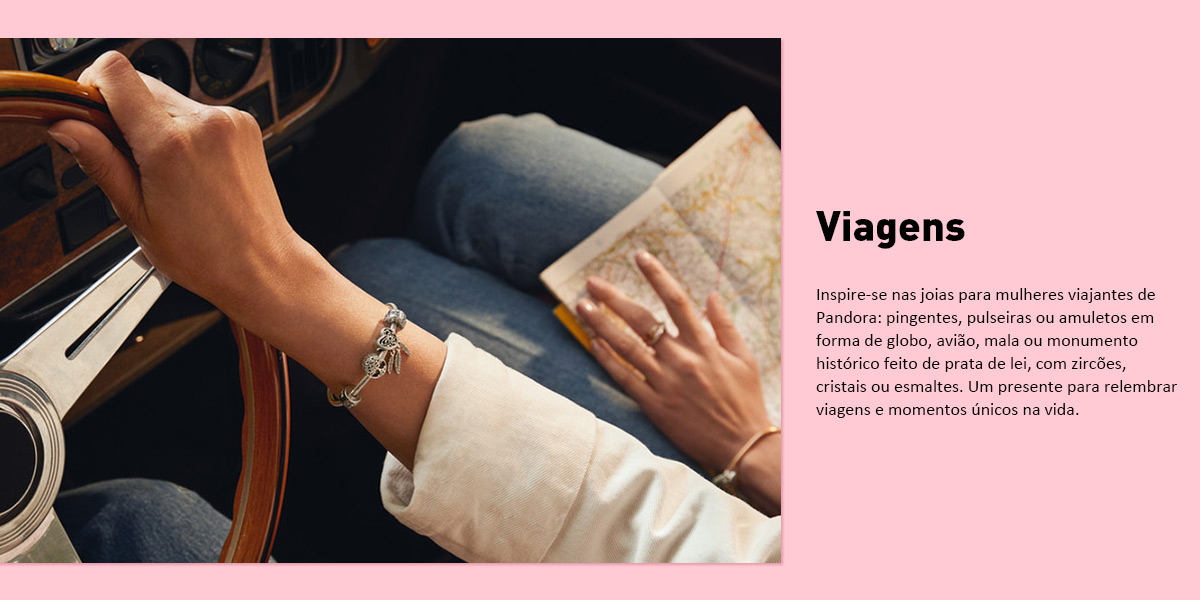 Viagens
Inspire-se nas joias para mulheres viajantes de
Pandora: pingentes, pulseiras ou amuletos em
forma de globo, avião, mala ou monumento
histórico feito de prata de lei, com zircões,
cristais ou esmaltes. Um presente para relembrar
viagens e momentos únicos na vida.